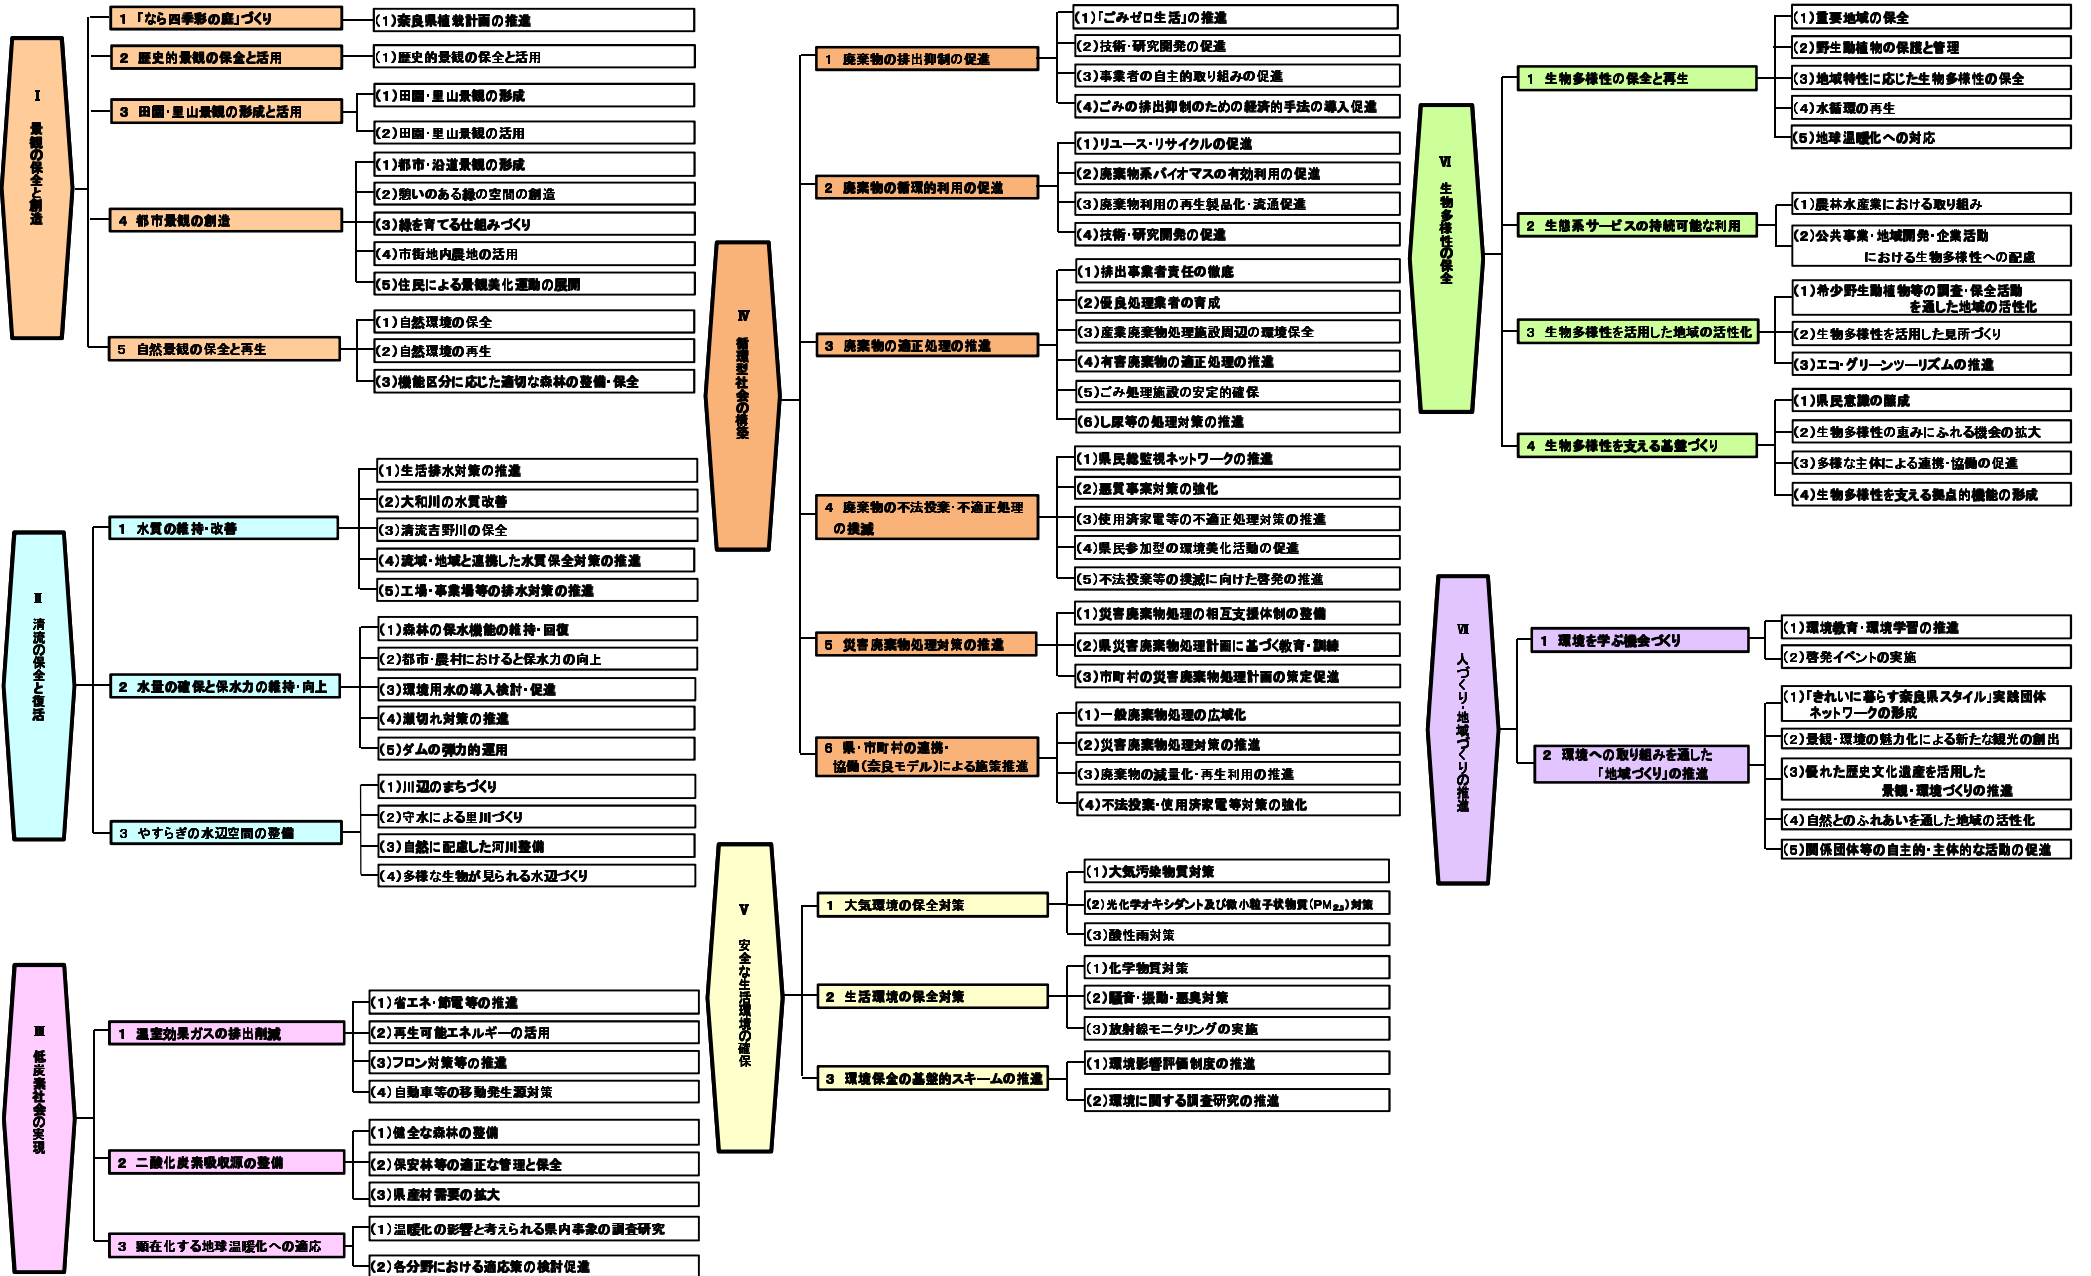 Ⅰ 景観の保全と創造
1 「なら四季彩の庭」づくり
(1)奈良県植栽計画の推進
2 歴史的景観の保全と活用
(1)歴史的景観の保全と活用
3 田園・里山景観の形成と活用
(1)田園・里山景観の形成
(2)田園・里山景観の活用
4 都市景観の創造
(1)都市・沿道景観の形成
(2)憩いのある緑の空間の創造
(3)緑を育てる仕組みづくり
(4)市街地内農地の活用
(5)住民による景観美化運動の展開
5 自然景観の保全と再生
(1)自然環境の保全
(2)自然環境の再生
(3)機能区分に応じた適切な森林の整備・保全
Ⅱ 清流の保全と復活
1 水質の維持・改善
(1)生活排水対策の推進
(2)大和川の水質改善
(3)清流吉野川の保全
(4)流域・地域と連携した水質保全対策の推進
(5)工場・事業場等の排水対策の推進
2 水量の確保と保水力の維持・向上
(1)森林の保水機能の維持・回復
(2)都市・農村におけると保水力の向上
(3)環境用水の導入検討・促進
(4)瀬切れ対策の推進
(5)ダムの弾力的運用
3 やすらぎの水辺空間の整備
(1)川辺のまちづくり
(2)守水による里川づくり
(3)自然に配慮した河川整備
(4)多様な生物が見られる水辺づくり
Ⅲ 低炭素社会の実現
1 温室効果ガスの排出削減
(1)省エネ・節電等の推進
(2)再生可能エネルギーの活用
(3)フロン対策等の推進
(4)自動車等の移動発生源対策
2 二酸化炭素吸収源の整備
(1)健全な森林の整備
(2)保安林等の適正な管理と保全
(3)県産材需要の拡大
3 顕在化する地球温暖化への適応
(1)温暖化の影響と考えられる県内事象の調査研究
(2)各分野における適応策の検討促進
Ⅳ 循環型社会の構築
1 廃棄物の排出抑制の促進
(1)「ごみゼロ生活」の推進
(2)技術・研究開発の促進
(3)事業者の自主的取り組みの促進
(4)ごみの排出抑制のための経済的手法の導入促進
2 廃棄物の循環的利用の促進
(1)リユース・リサイクルの促進
(2)廃棄物系バイオマスの有効利用の促進
(3)廃棄物利用の再生製品化・流通促進
(4)技術・研究開発の促進
3 廃棄物の適正処理の推進
(1)排出事業者責任の徹底
(2)優良処理業者の育成
(3)産業廃棄物処理施設周辺の環境保全
(4)有害廃棄物の適正処理の推進
(5)ごみ処理施設の安定的確保
(6)し尿等の処理対策の推進
4 廃棄物の不法投棄・不適正処理
の撲滅
(1)県民総監視ネットワークの推進
(2)悪質事案対策の強化
(3)使用済家電等の不適正処理対策の推進
(4)県民参加型の環境美化活動の促進
(5)不法投棄等の撲滅に向けた啓発の推進
5 災害廃棄物処理対策の推進
(1)災害廃棄物処理の相互支援体制の整備
(2)県災害廃棄物処理計画に基づく教育・訓練
(3)市町村の災害廃棄物処理計画の策定促進
6 県・市町村の連携・
協働(奈良モデル)による施策推進
(1)一般廃棄物処理の広域化
(2)災害廃棄物処理対策の推進
(3)廃棄物の減量化・再生利用の推進
(4)不法投棄・使用済家電等対策の強化
Ⅴ 安全な生活環境の確保
1 大気環境の保全対策
(1)大気汚染物質対策
(2)光化学オキシダント及び微小粒子状物質(PM2.5)対策
(3)酸性雨対策
2 生活環境の保全対策
(1)化学物質対策
(2)騒音・振動・悪臭対策
(3)放射線モニタリングの実施
3 環境保全の基盤的スキームの推進
(1)環境影響評価制度の推進
(2)環境に関する調査研究の推進
Ⅵ 生物多様性の保全
1 生物多様性の保全と再生
(1)重要地域の保全
(2)野生動植物の保護と管理
(3)地域特性に応じた生物多様性の保全
(4)水循環の再生
(5)地球温暖化への対応
2 生態系サービスの持続可能な利用
(1)農林水産業における取り組み
(2)公共事業・地域開発・企業活動
における生物多様性への配慮
3 生物多様性を活用した地域の活性化
(1)希少野生動植物等の調査・保全活動
を通した地域の活性化
(2)生物多様性を活用した見所づくり
(3)エコ・グリーンツーリズムの推進
4 生物多様性を支える基盤づくり
(1)県民意識の醸成
(2)生物多様性の重みにふれる機会の拡大
(3)多様な主体による連携・協働の促進
(4)生物多様性を支える拠点的機能の形成
Ⅶ 人づくり・地域づくりの推進
1 環境を学ぶ機会づくり
(1)環境教育・環境学習の推進
(2)啓発イベントの実施
2 環境への取り組みを通した
「地域づくり」の推進
(1)「きれいに暮らす奈良県スタイル」実践団体
ネットワークの形成
(2)景観・環境の魅力化による新たな観光の創出
(3)優れた歴史文化遺産を活用した
景観・環境づくりの推進
(4)自然とのふれあいを通した地域の活性化
(5)関係団体等の自主的・主体的な活動の促進